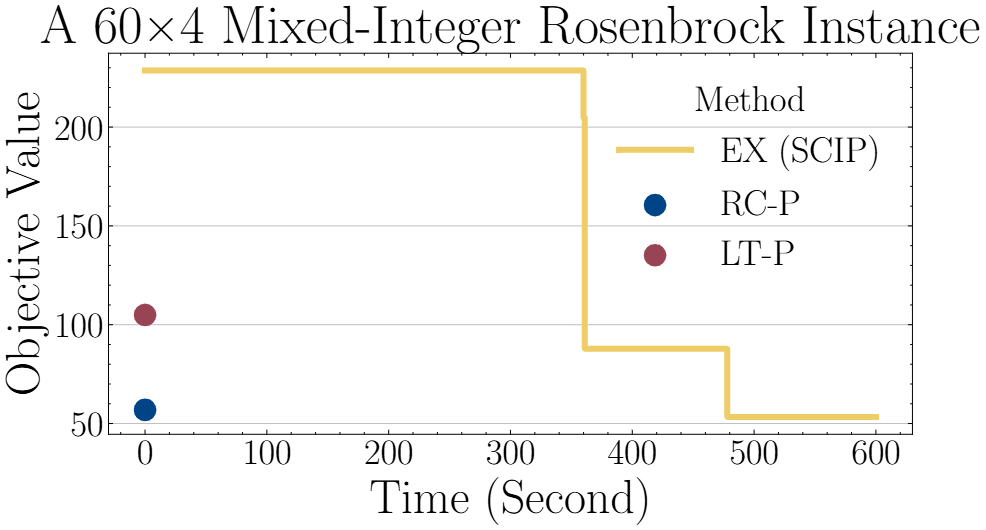 A 60×4 Mixed-Integer Rosenbrock Instance
Objective Value
200
150
100
50
Method
EX (SCIP)
RC-P
LT-P
0 100 200 300 400 500 600
Time (Second)